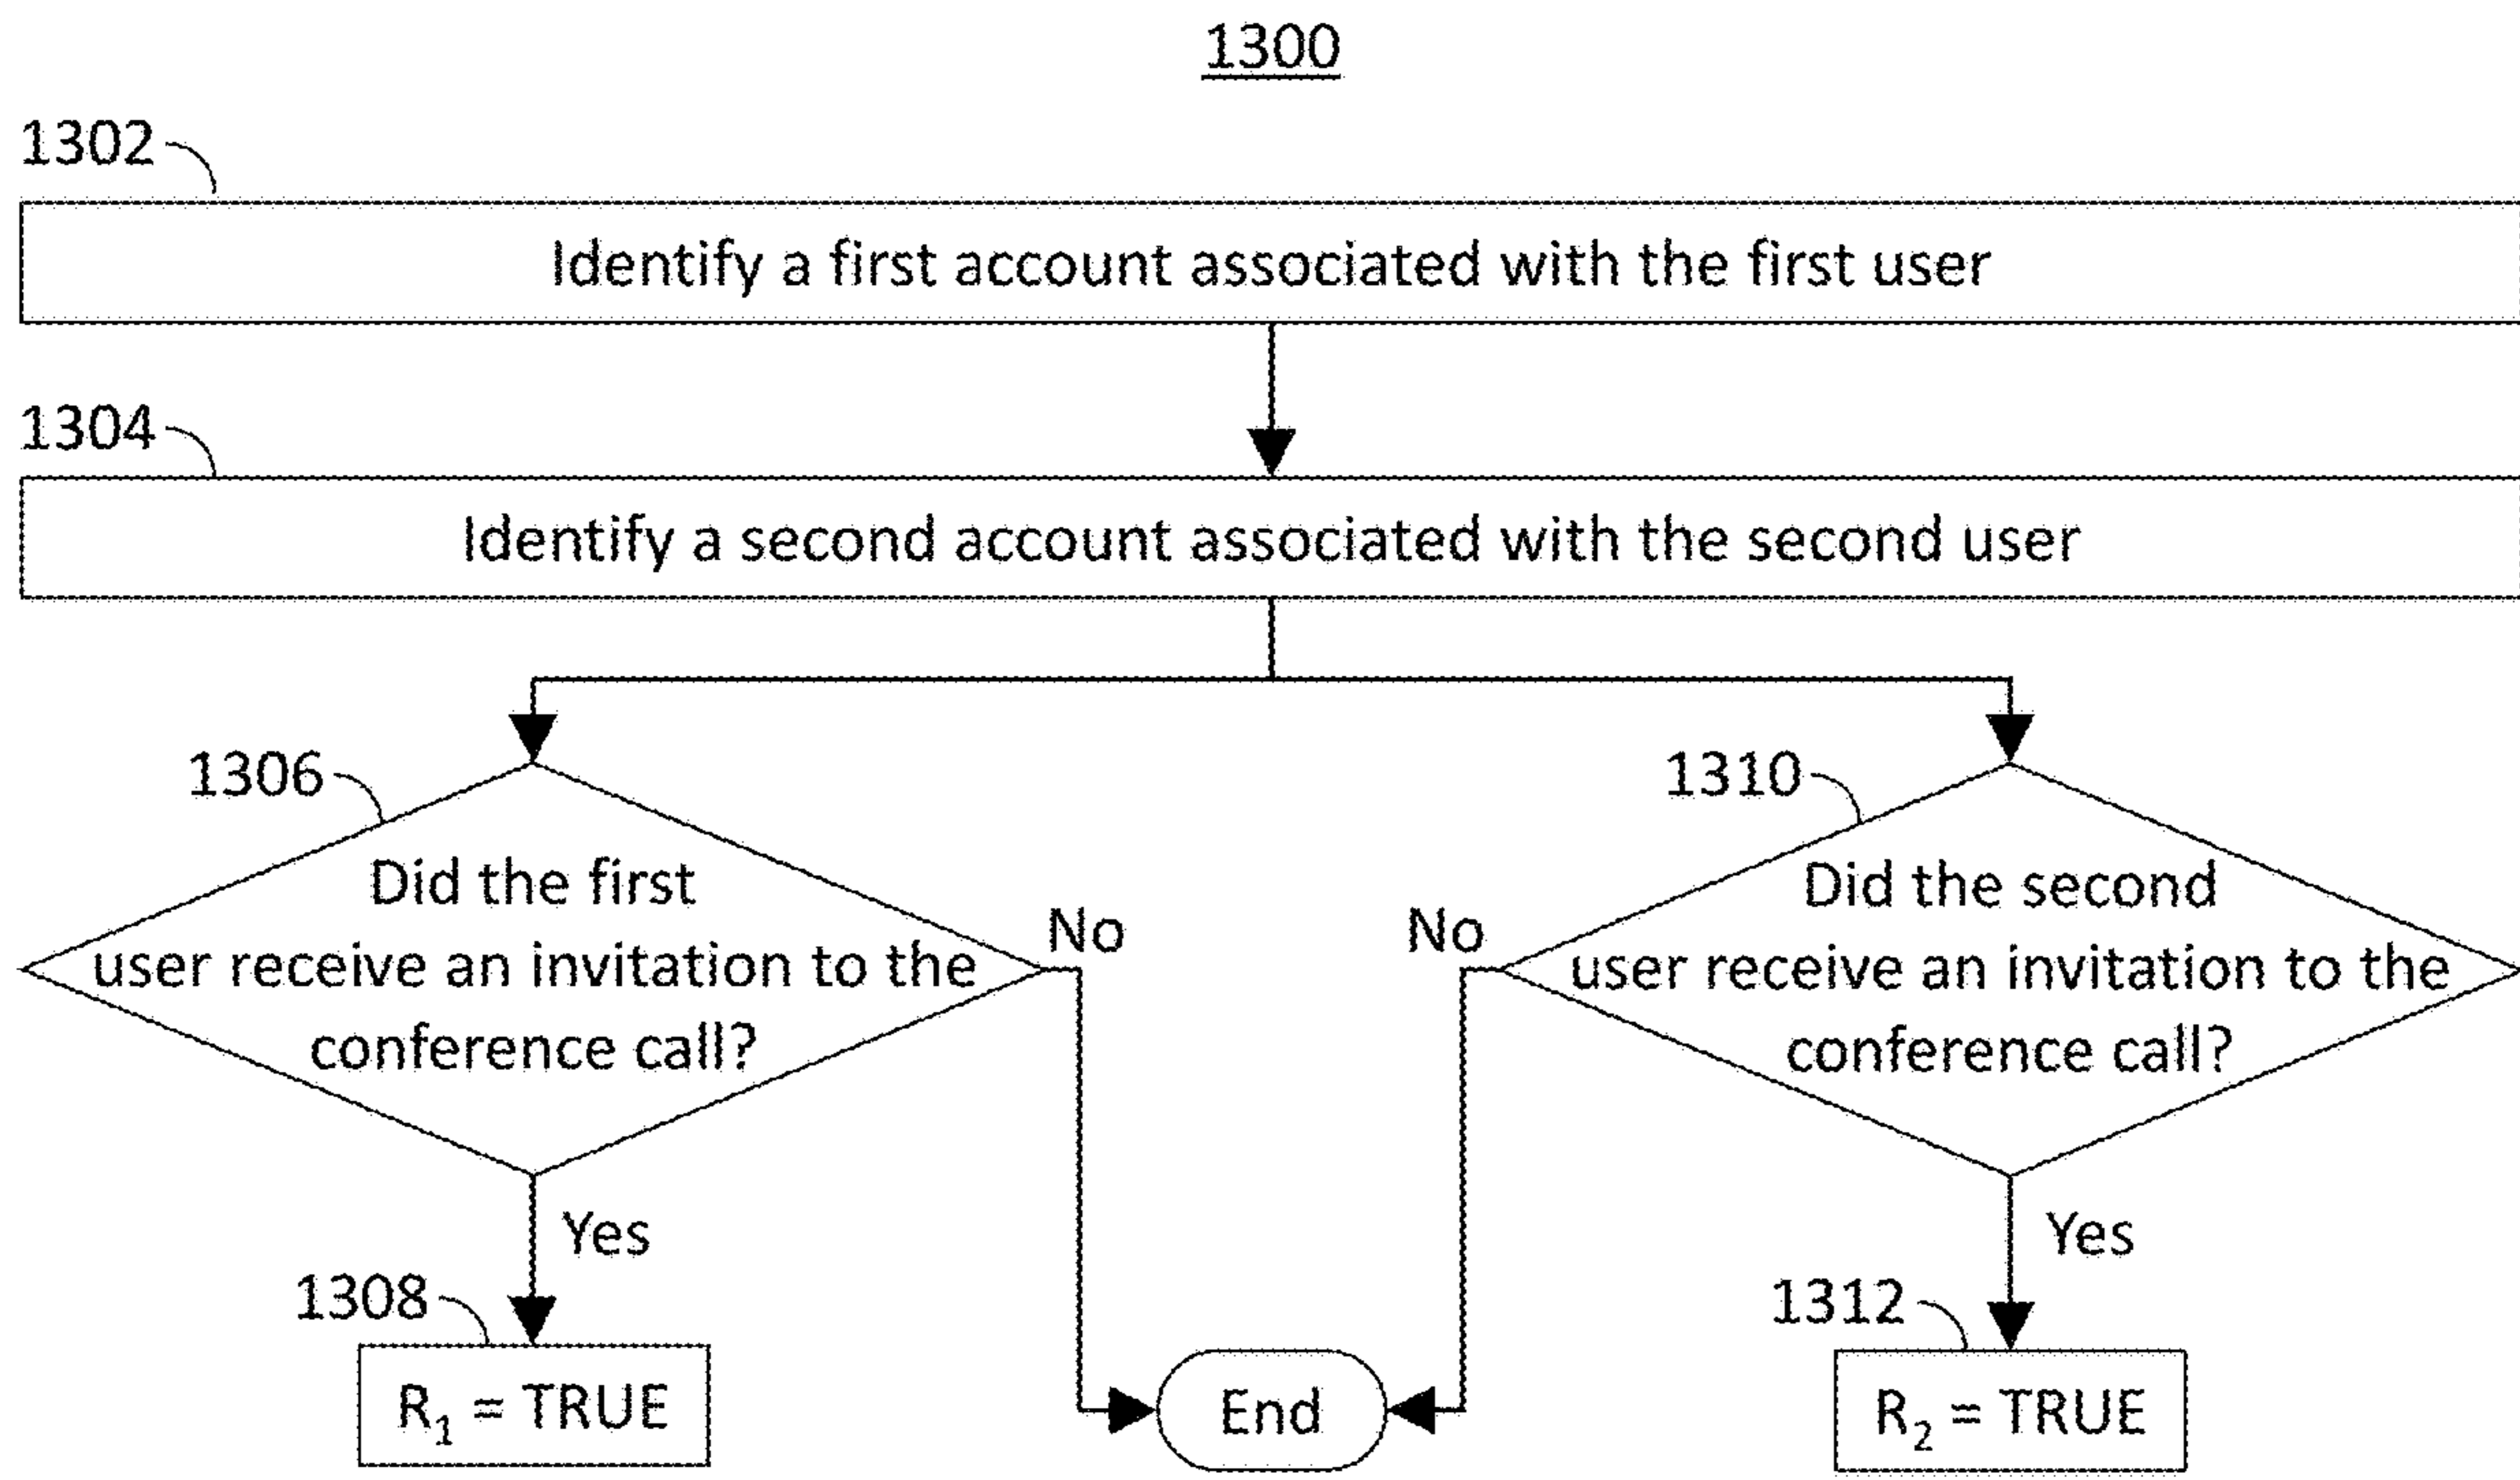 1300
1302
Identify a first account associated with the first user
1304
Identify a second account associated with the second user
1306
Did the first
user receive an invitation to the
conference call?
No
Yes
1308
R₁ = TRUE
1310
Did the second
user receive an invitation to the
conference call?
No
Yes
1312
R₂ = TRUE
End